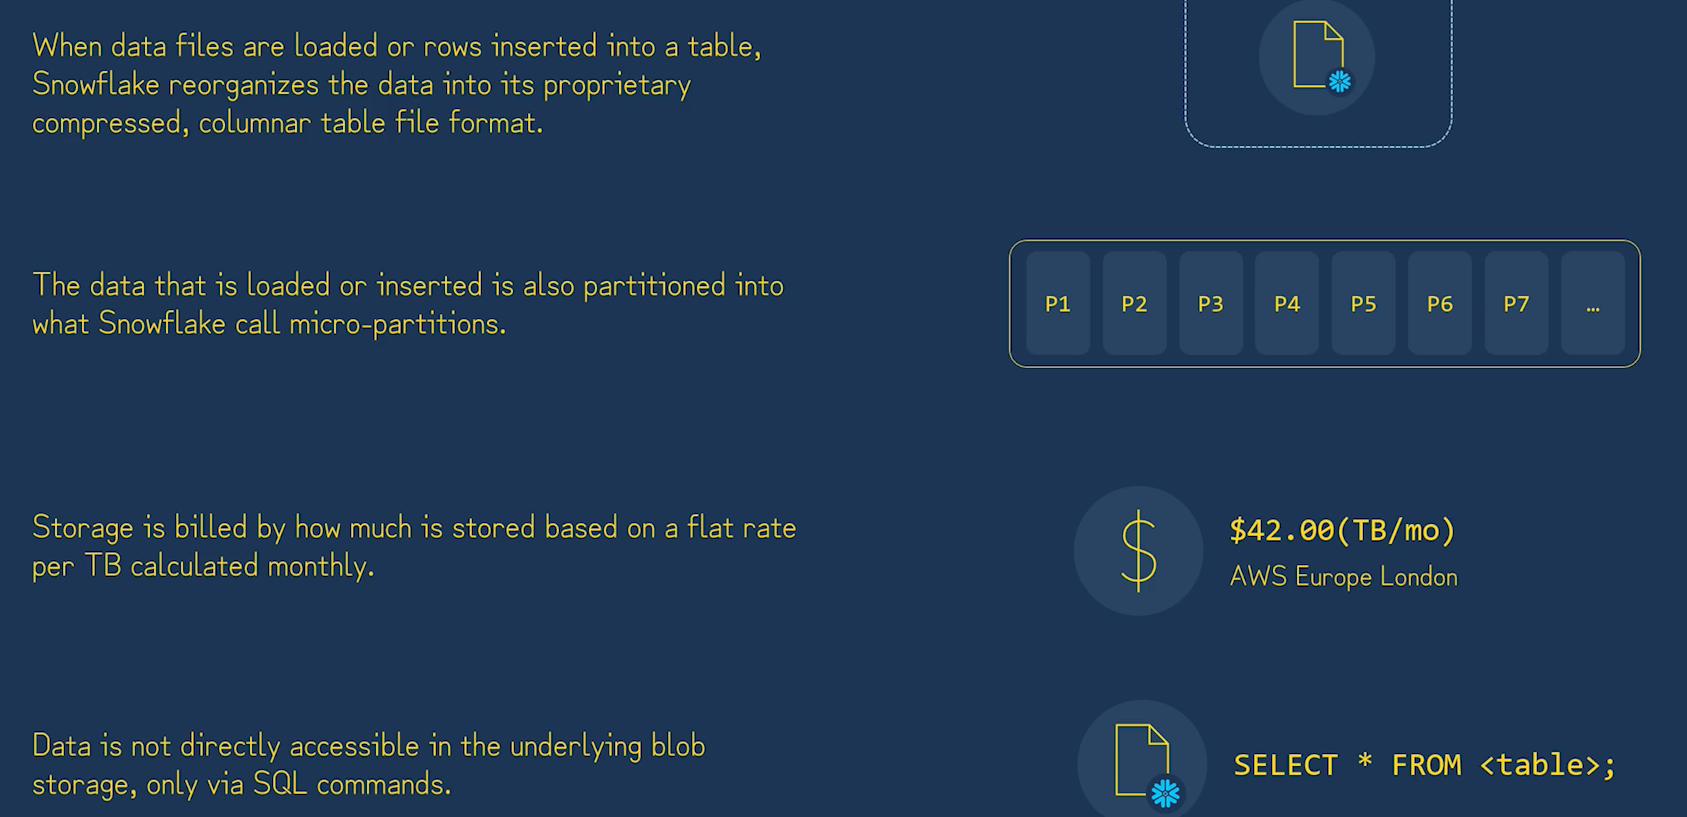 When data files are loaded or rows inserted into a table,
Snowflake reorganizes the data into its proprietary
compressed, columnar table file format.
The data that is loaded or inserted is also partitioned into
what Snowflake call micro-partitions.
P1 P2 P3 P4 P5 P6 P7 ...
Storage is billed by how much is stored based on a flat rate
per TB calculated monthly.
$
$42.00(TB/mo)
AWS Europe London
Data is not directly accessible in the underlying blob
storage, only via SQL commands.
SELECT * FROM <table>;